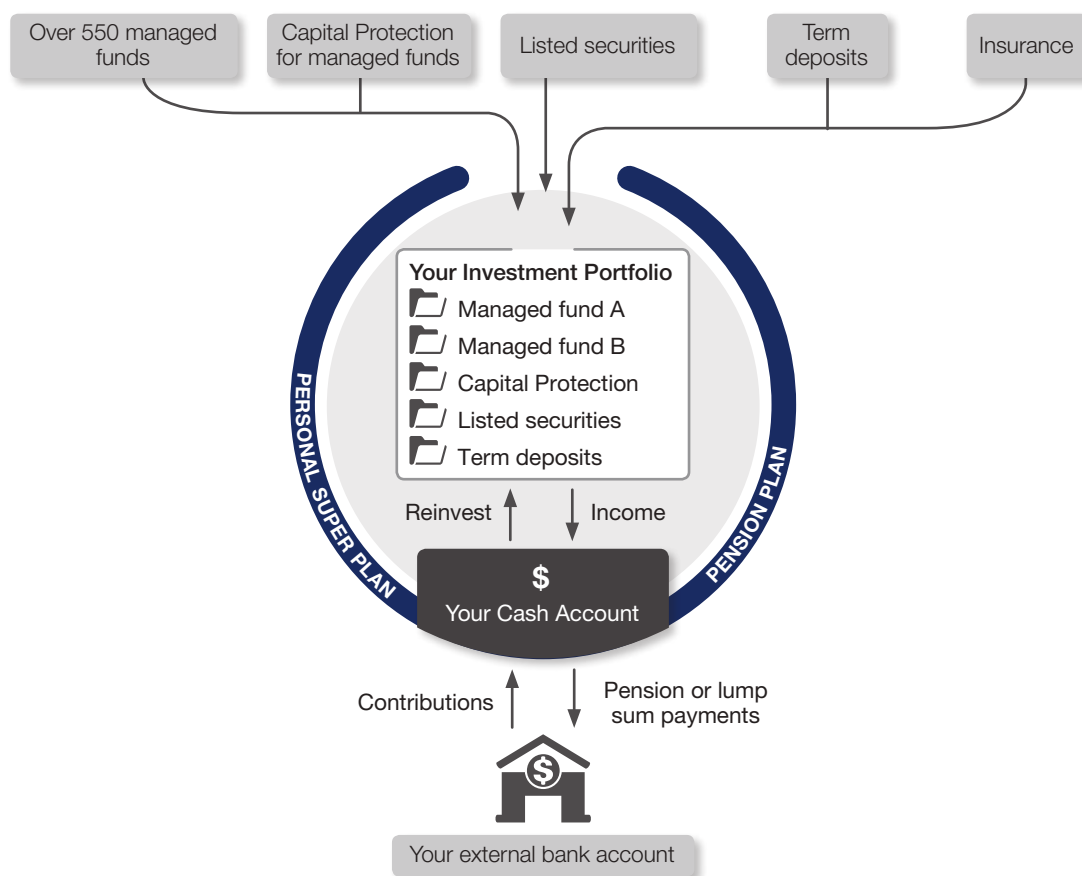 Over 550 managed
funds
Capital Protection
for managed funds
Listed securities
Term
deposits
Insurance
Your Investment Portfolio
Managed fund A
Managed fund B
Capital Protection
Listed securities
Term deposits
PERSONAL SUPER PLAN
PENSION PLAN
Reinvest
Income
$
Your Cash Account
Contributions
Pension or lump
sum payments
$
Your external bank account